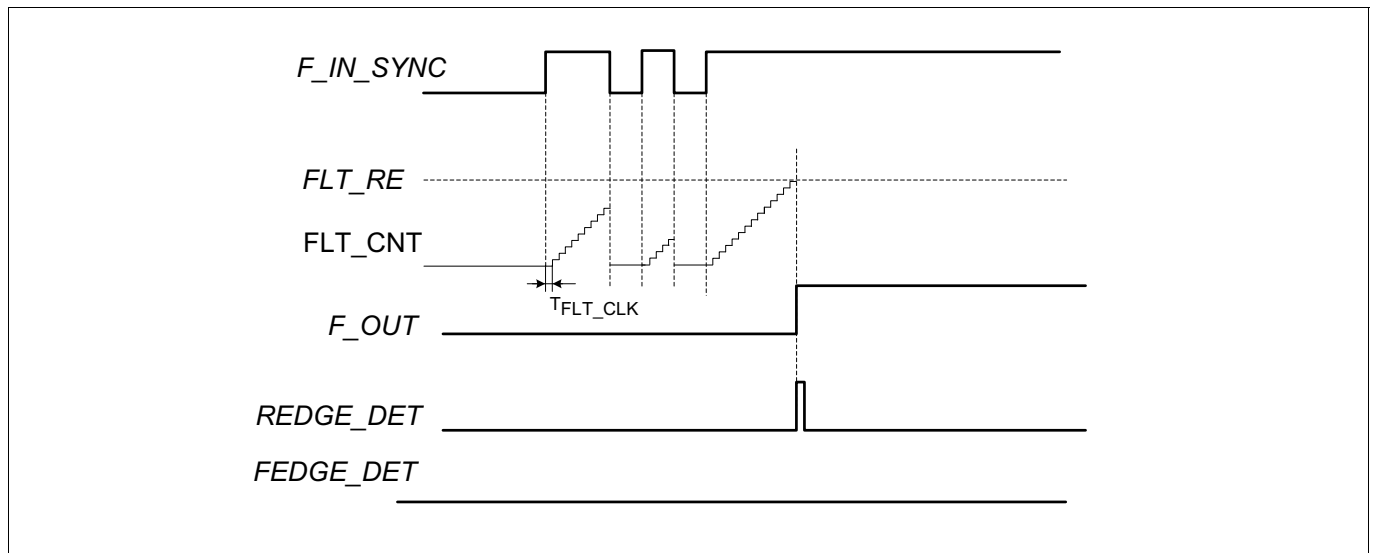 F_IN_SYNC
FLT_RE
FLT_CNT
TFLT_CLK
F_OUT
REDGE_DET
FEDGE_DET